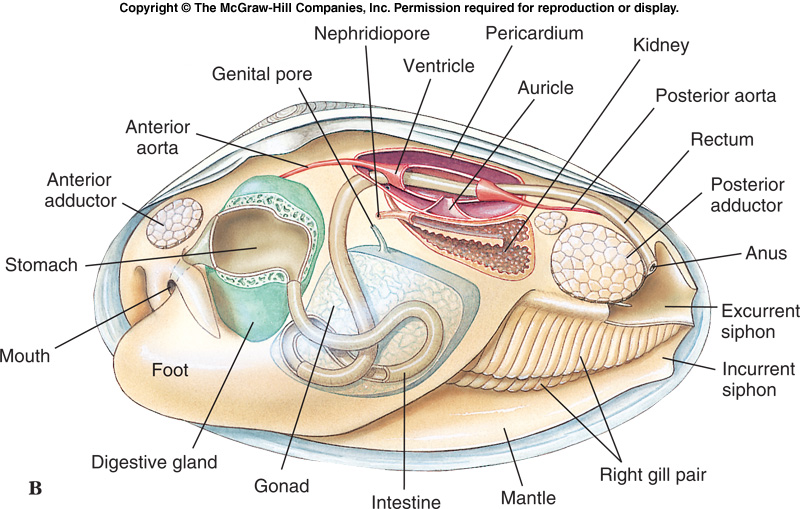 Copyright © The McGraw-Hill Companies, Inc. Permission required for reproduction or display.
Nephridiopore
Pericardium
Kidney
Genital pore
Ventricle
Auricle
Posterior aorta
Anterior
aorta
Rectum
Anterior
adductor
Posterior
adductor
Stomach
Anus
Excurrent
siphon
Mouth
Foot
Incurrent
siphon
Digestive gland
Gonad
Intestine
Mantle
Right gill pair
B